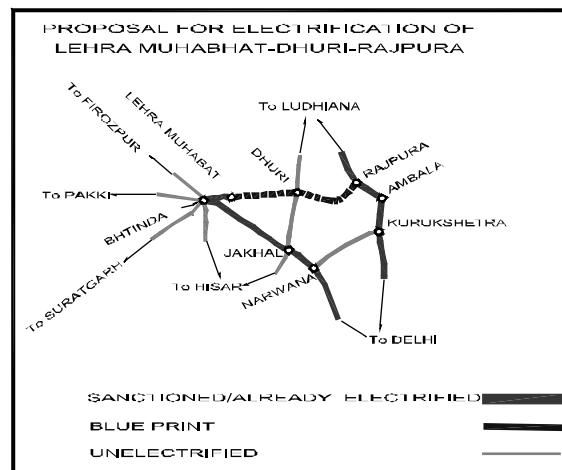 PROPOSAL FOR ELECTRIFICATION OF
LEHRA MUHABHAT-DHURI-RAJPURA
To FIROZPUR
LEHRA MUHABAT
To LUDHIANA
DHURI
RAJPURA
AMBALA
To PAKKI
KURUKSHETRA
BHTINDA
JAKHAL
To SURATGARH
To HISAR
NARWANA
To DELHI
SANCTIONED/ALREADY ELECTRIFIED
BLUE PRINT
UNELECTRIFIED